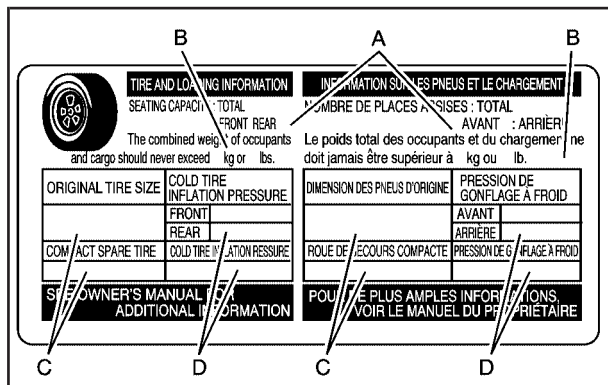 B A B
TIRE AND LOADING INFORMATION
SEATING CAPACITY : TOTAL
FRONT REAR
The combined weight of occupants
and cargo should never exceed kg or lbs.
ORIGINAL TIRE SIZE
COLD TIRE
INFLATION PRESSURE
FRONT
REAR
COMPACT SPARE TIRE
COLD TIRE INFLATION RESSURE
SEE OWNER'S MANUAL FOR
ADDITIONAL INFORMATION
INFORMATION SUR LES PNEUS ET LE CHARGEMENT
NOMBRE DE PLACES ASSISES : TOTAL
AVANT : ARRIÈRE
Le poids total des occupants et du chargement ne
doit jamais être supérieur à kg ou lb.
DIMENSION DES PNEUS D'ORIGINE
PRESSION DE
GONFLAGE À FROID
AVANT
ARRIÈRE
ROUE DE SECOURS COMPACTE
PRESSION DE GONFLAGE À FROID
POUR DE PLUS AMPLES INFORMATIONS,
VOIR LE MANUEL DU PROPRIÉTAIRE
C D C D